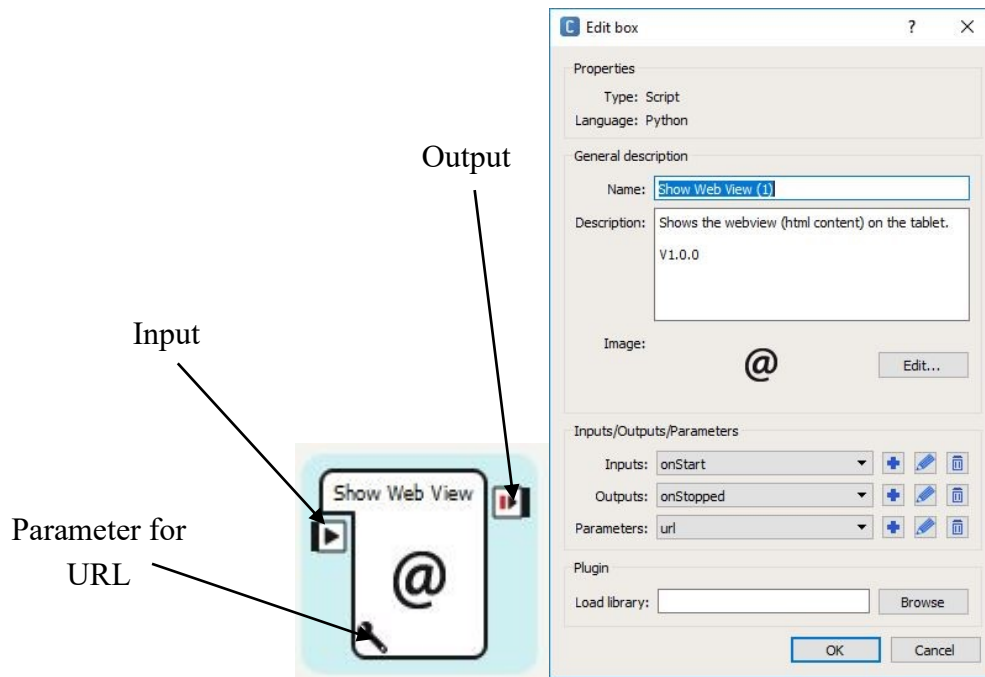 Output
Input
Parameter for
URL
Show Web View
@
C Edit box ?
Properties
Type: Script
Language: Python
General description
Name: Show Web View (1)
Description: Shows the webview (html content) on the tablet.
V1.0.0
Image: @ Edit...
Inputs/Outputs/Parameters
Inputs: onStart
Outputs: onStopped
Parameters: url
Plugin
Load library: Browse
OK Cancel